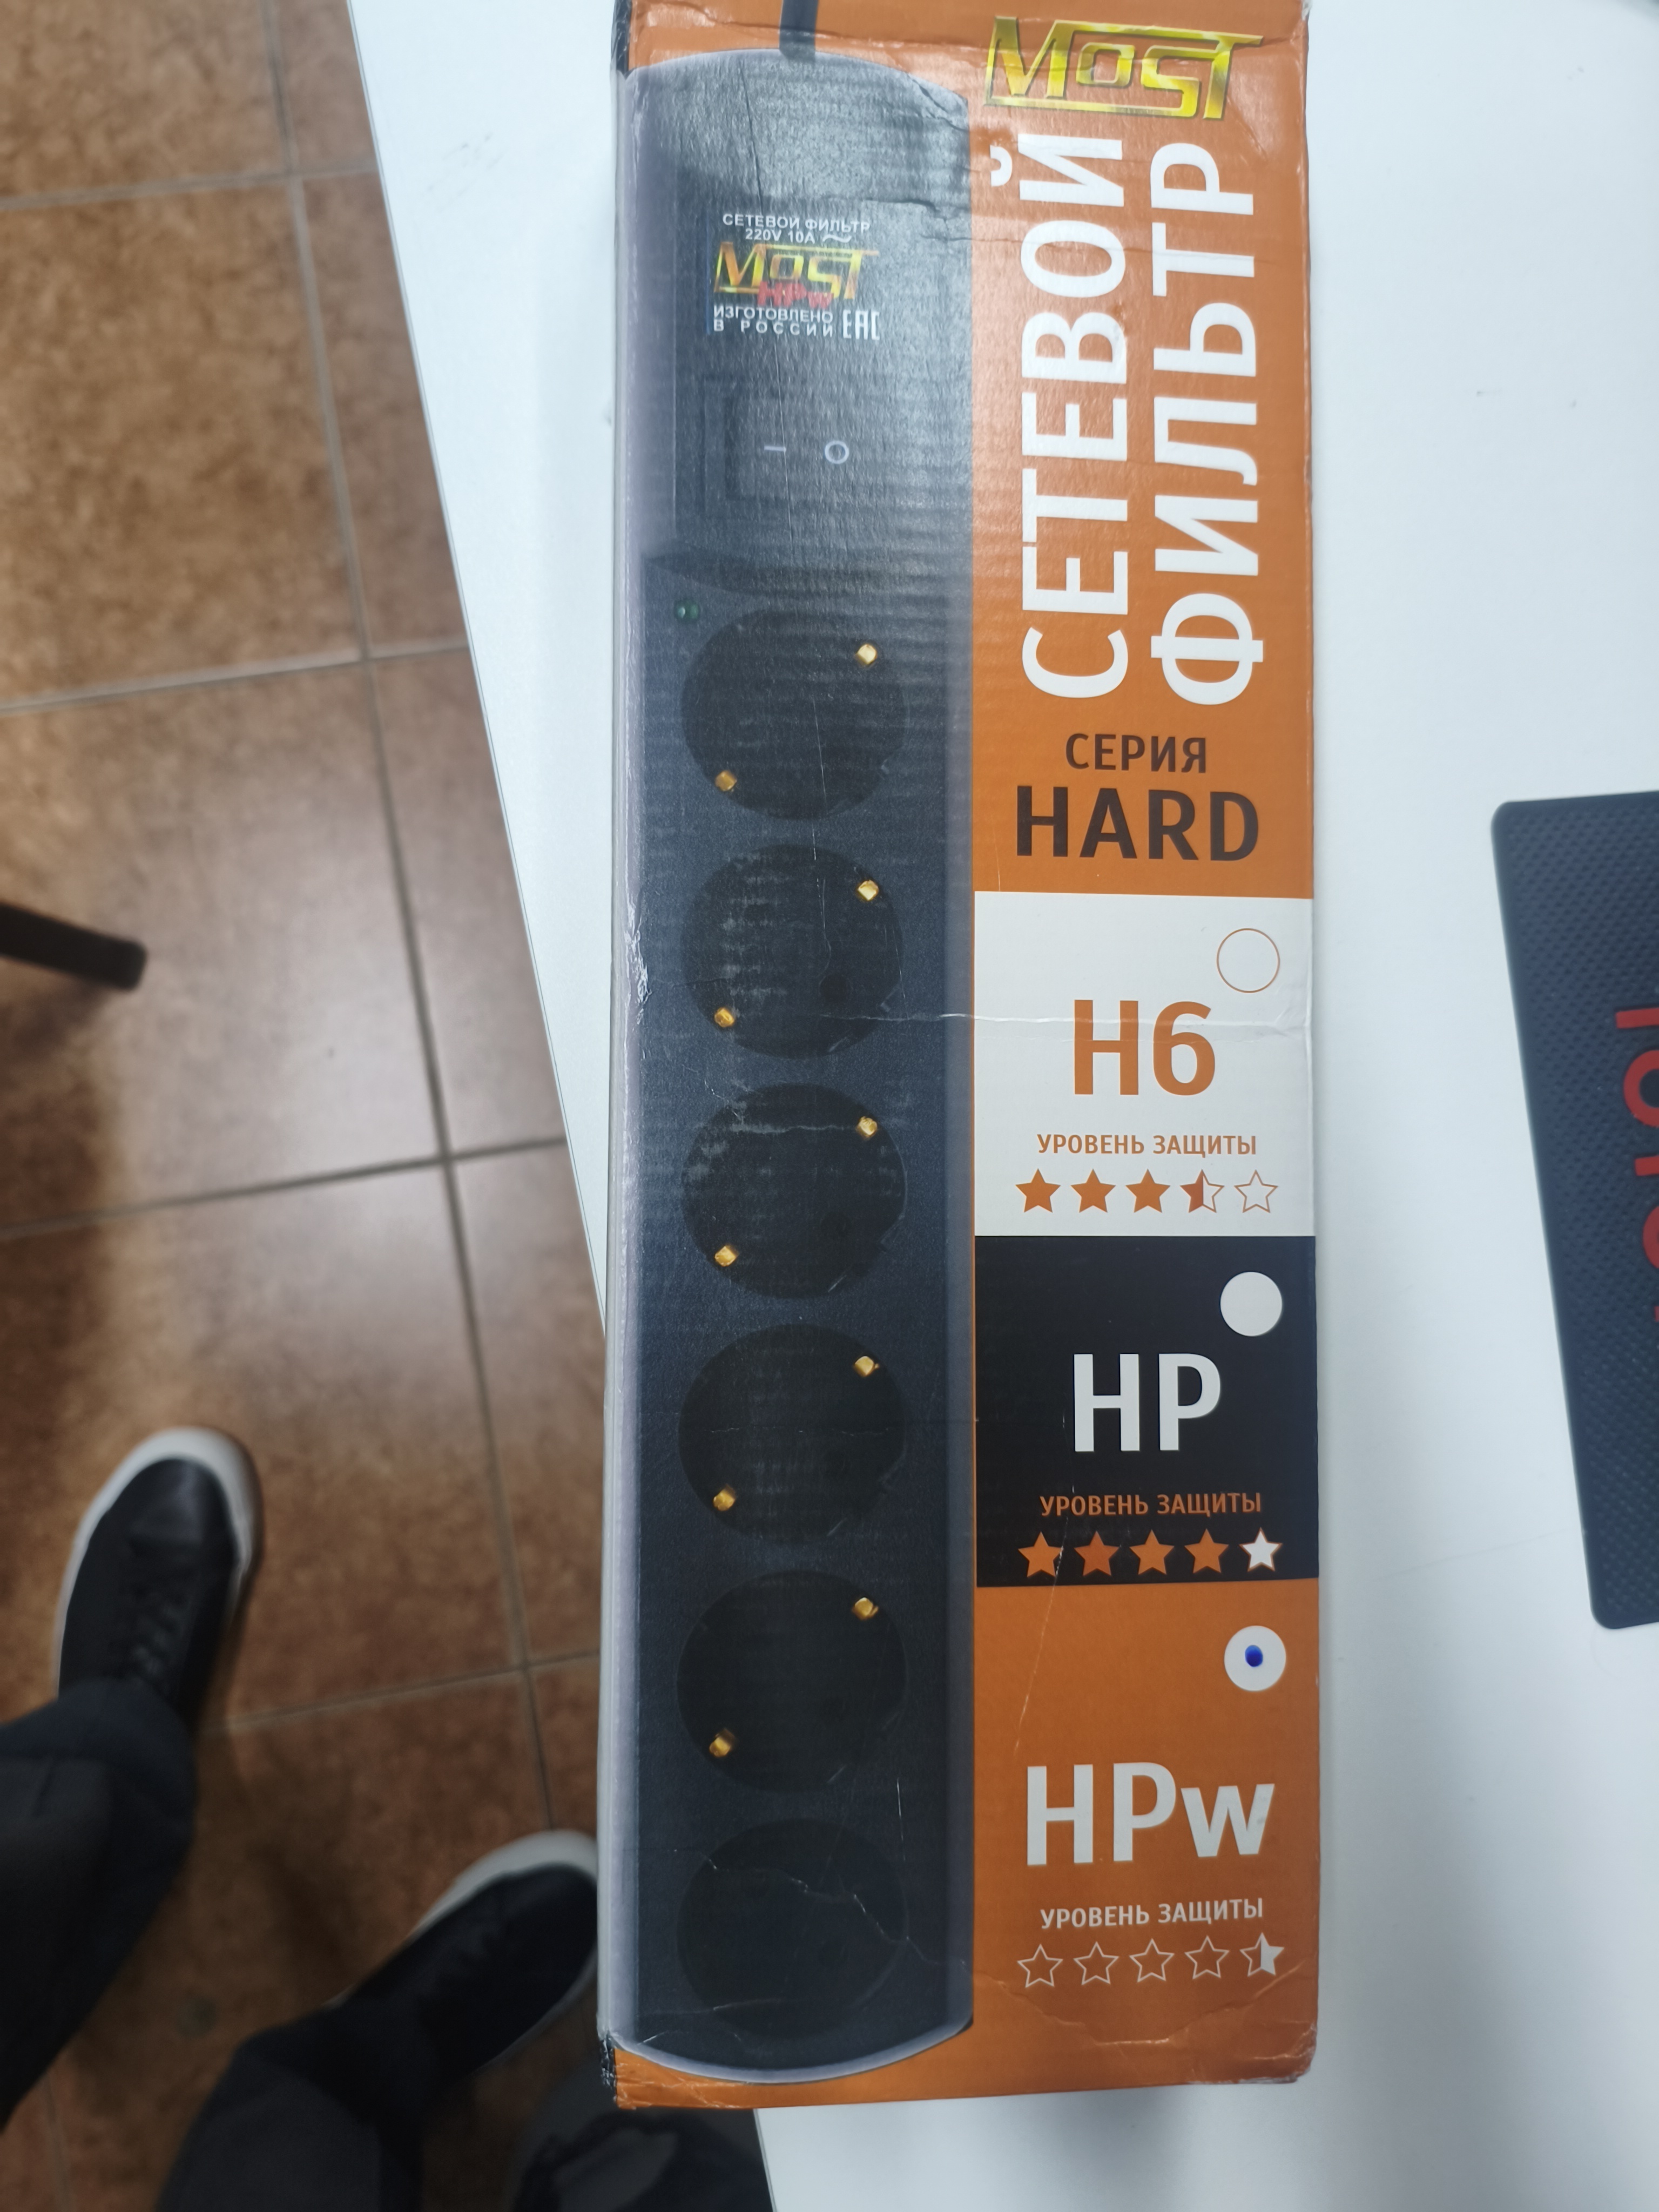 MOST
СЕТЕВОЙ
ФИЛЬТР
СЕРИЯ
HARD
СЕТЕВОЙ ФИЛЬТР
220V 10A ~
MOST
HPw
ИЗГОТОВЛЕНО
В РОССИИ EAC
— O
H6
УРОВЕНЬ ЗАЩИТЫ
HP
УРОВЕНЬ ЗАЩИТЫ
HPw
УРОВЕНЬ ЗАЩИТЫ